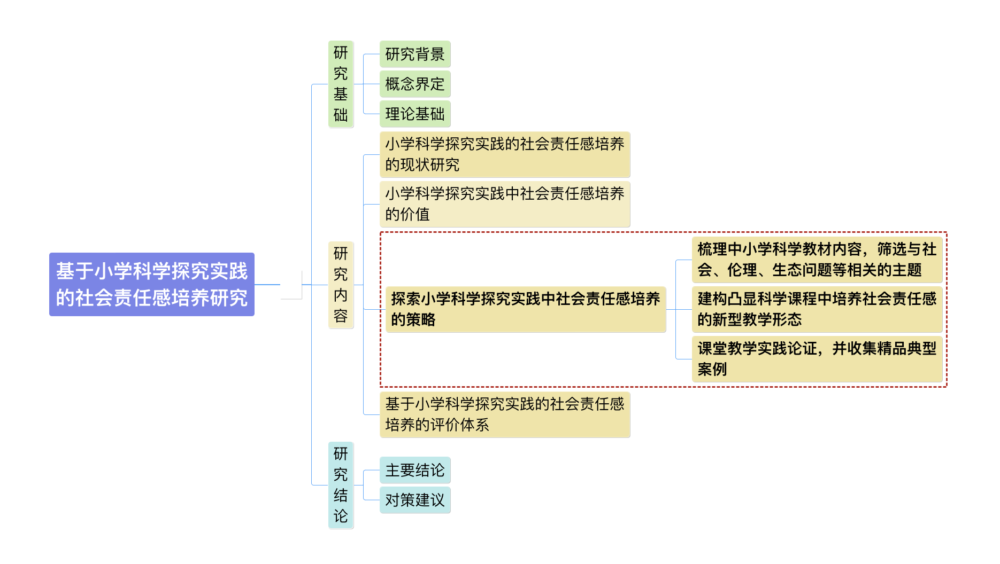 基于小学科学探究实践
的社会责任感培养研究
研
究
基
础
研究背景
概念界定
理论基础
研
究
内
容
小学科学探究实践的社会责任感培养
的现状研究
小学科学探究实践中社会责任感培养
的价值
探索小学科学探究实践中社会责任感培养
的策略
梳理中小学科学教材内容，筛选与社
会、伦理、生态问题等相关的主题
建构凸显科学课程中培养社会责任感
的新型教学形态
课堂教学实践论证，并收集精品典型
案例
基于小学科学探究实践的社会责任感
培养的评价体系
研
究
结
论
主要结论
对策建议